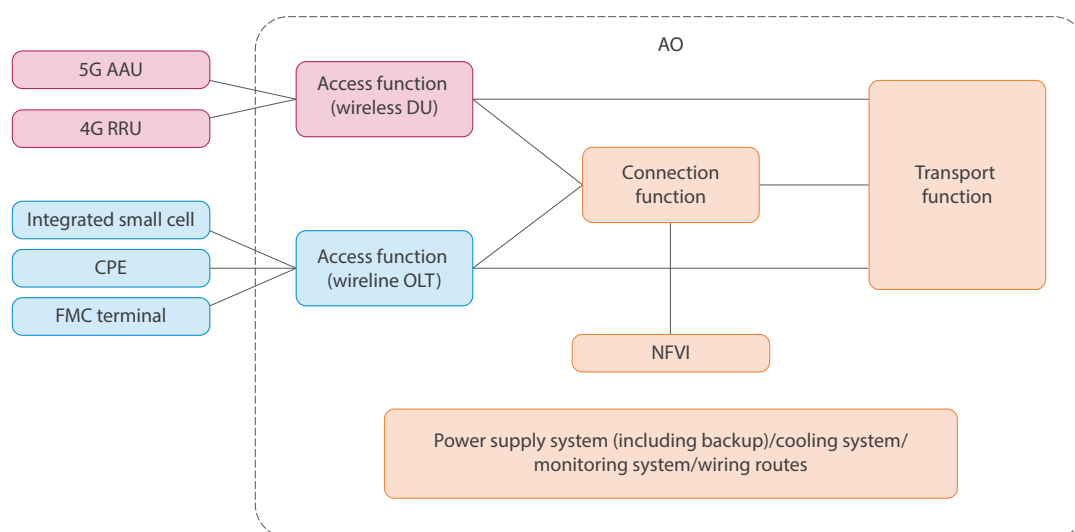 AO
5G AAU
4G RRU
Access function
(wireless DU)
Connection
function
Transport
function
Integrated small cell
CPE
FMC terminal
Access function
(wireline OLT)
NFVI
Power supply system (including backup)/cooling system/
monitoring system/wiring routes